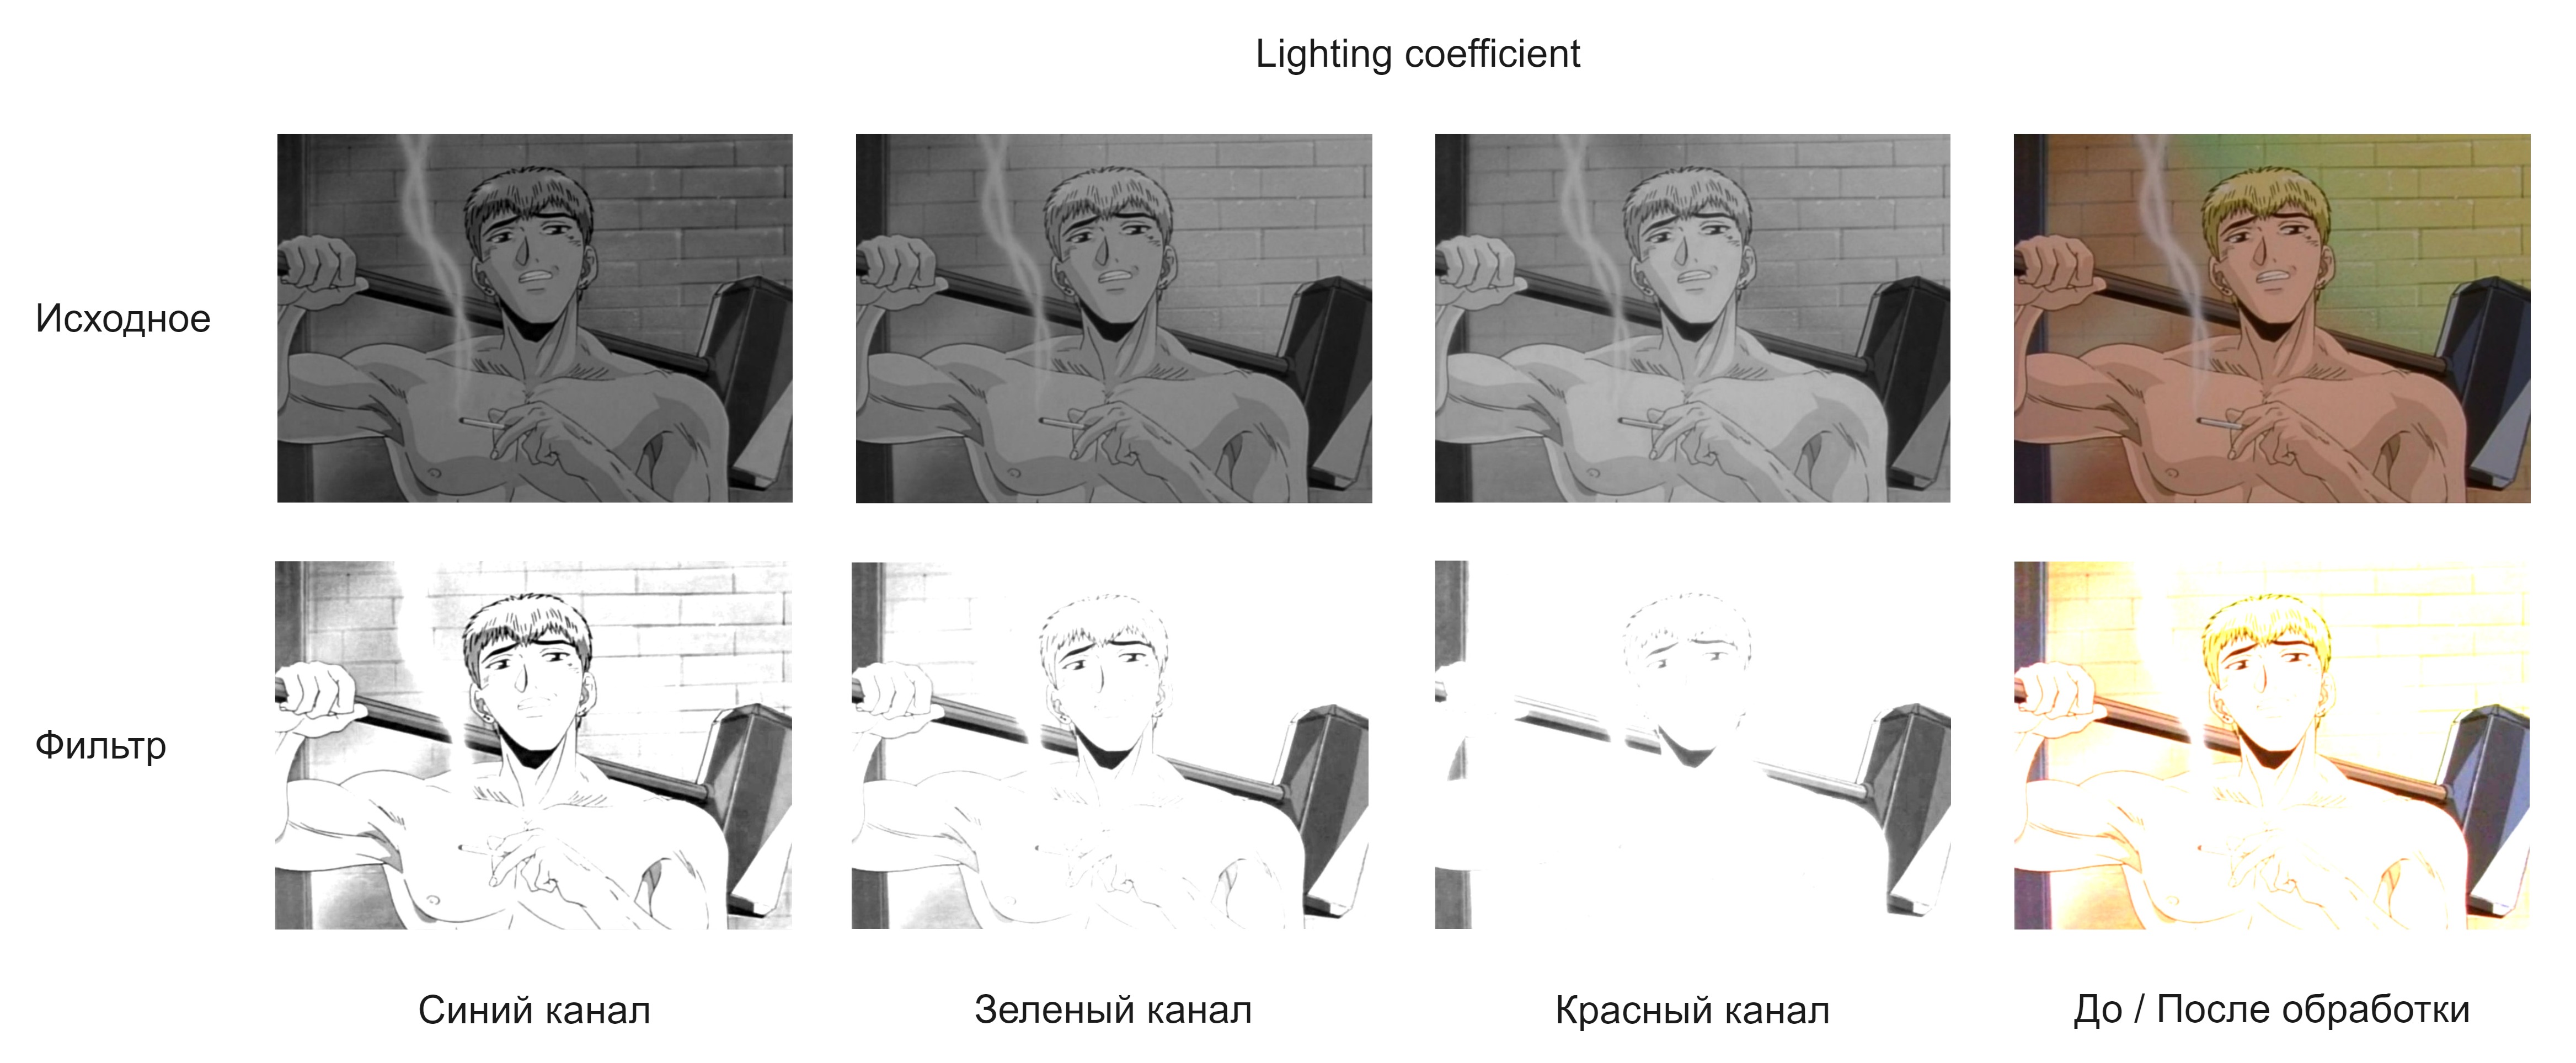 Lighting coefficient
Исходное
Фильтр
Синий канал
Зеленый канал
Красный канал
До / После обработки